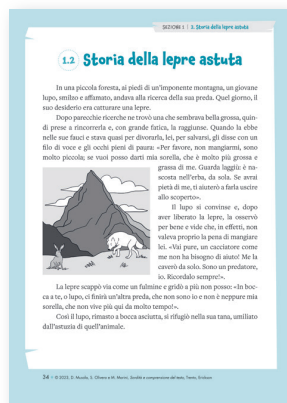 SEZIONE 1 | 1. Storia della lepre astuta
1.2 Storia della lepre astuta
In una piccola foresta, ai piedi di un'imponente montagna, un giovane
lupo, smilzo e affamato, andava alla ricerca della sua preda. Quel giorno, il
suo desiderio era catturare una lepre.
Dopo parecchie ricerche ne trovò una che sembrava bella grossa, quin-
di prese a rincorrerla e, con grande fatica, la raggiunse. Quando la ebbe
nelle sue fauci e stava quasi per divorarla, lei, per salvarsi, gli disse con un
filo di voce e gli occhi pieni di paura: «Per favore, non mangiarmi, sono
molto piccola; se vuoi posso darti mia sorella, che è molto più grossa e
grassa di me. Guarda laggiù: è na-
scosta nell'erba, da sola. Se avrai
pietà di me, ti aiuterò a farla uscire
allo scoperto».
Il lupo si convinse e, dopo
aver liberato la lepre, la osservò
per bene e vide che, in effetti, non
valeva proprio la pena di mangiare
lei. «Vai pure, un cacciatore come
me non ha bisogno di aiuto! Me la
caverò da solo. Sono un predatore,
io. Ricordalo sempre!».
La lepre scappò via come un fulmine e gridò a più non posso: «In boc-
ca a te, o lupo, ci finirà un'altra preda, che non sono io e non è neppure mia
sorella, che non vive più qui da molto tempo!».
Così il lupo, rimasto a bocca asciutta, si rifugiò nella sua tana, umiliato
dall'astuzia di quell'animale.
34 • © 2023, D. Musola, S. Olivero e M. Morini, Sordità e comprensione del testo, Trento, Erickson